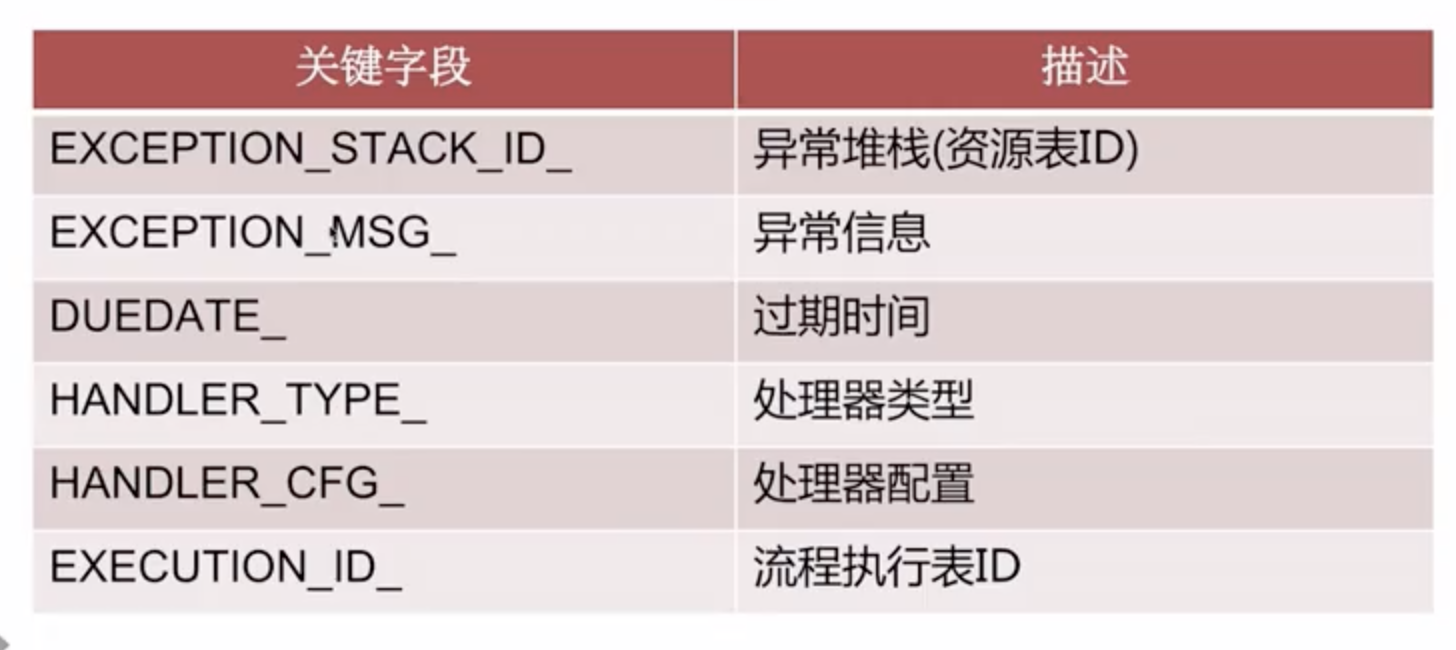 关键字段 描述
EXCEPTION_STACK_ID_ 异常堆栈(资源表ID)
EXCEPTION_MSG_ 异常信息
DUEDATE_ 过期时间
HANDLER_TYPE_ 处理器类型
HANDLER_CFG_ 处理器配置
EXECUTION_ID_ 流程执行表ID